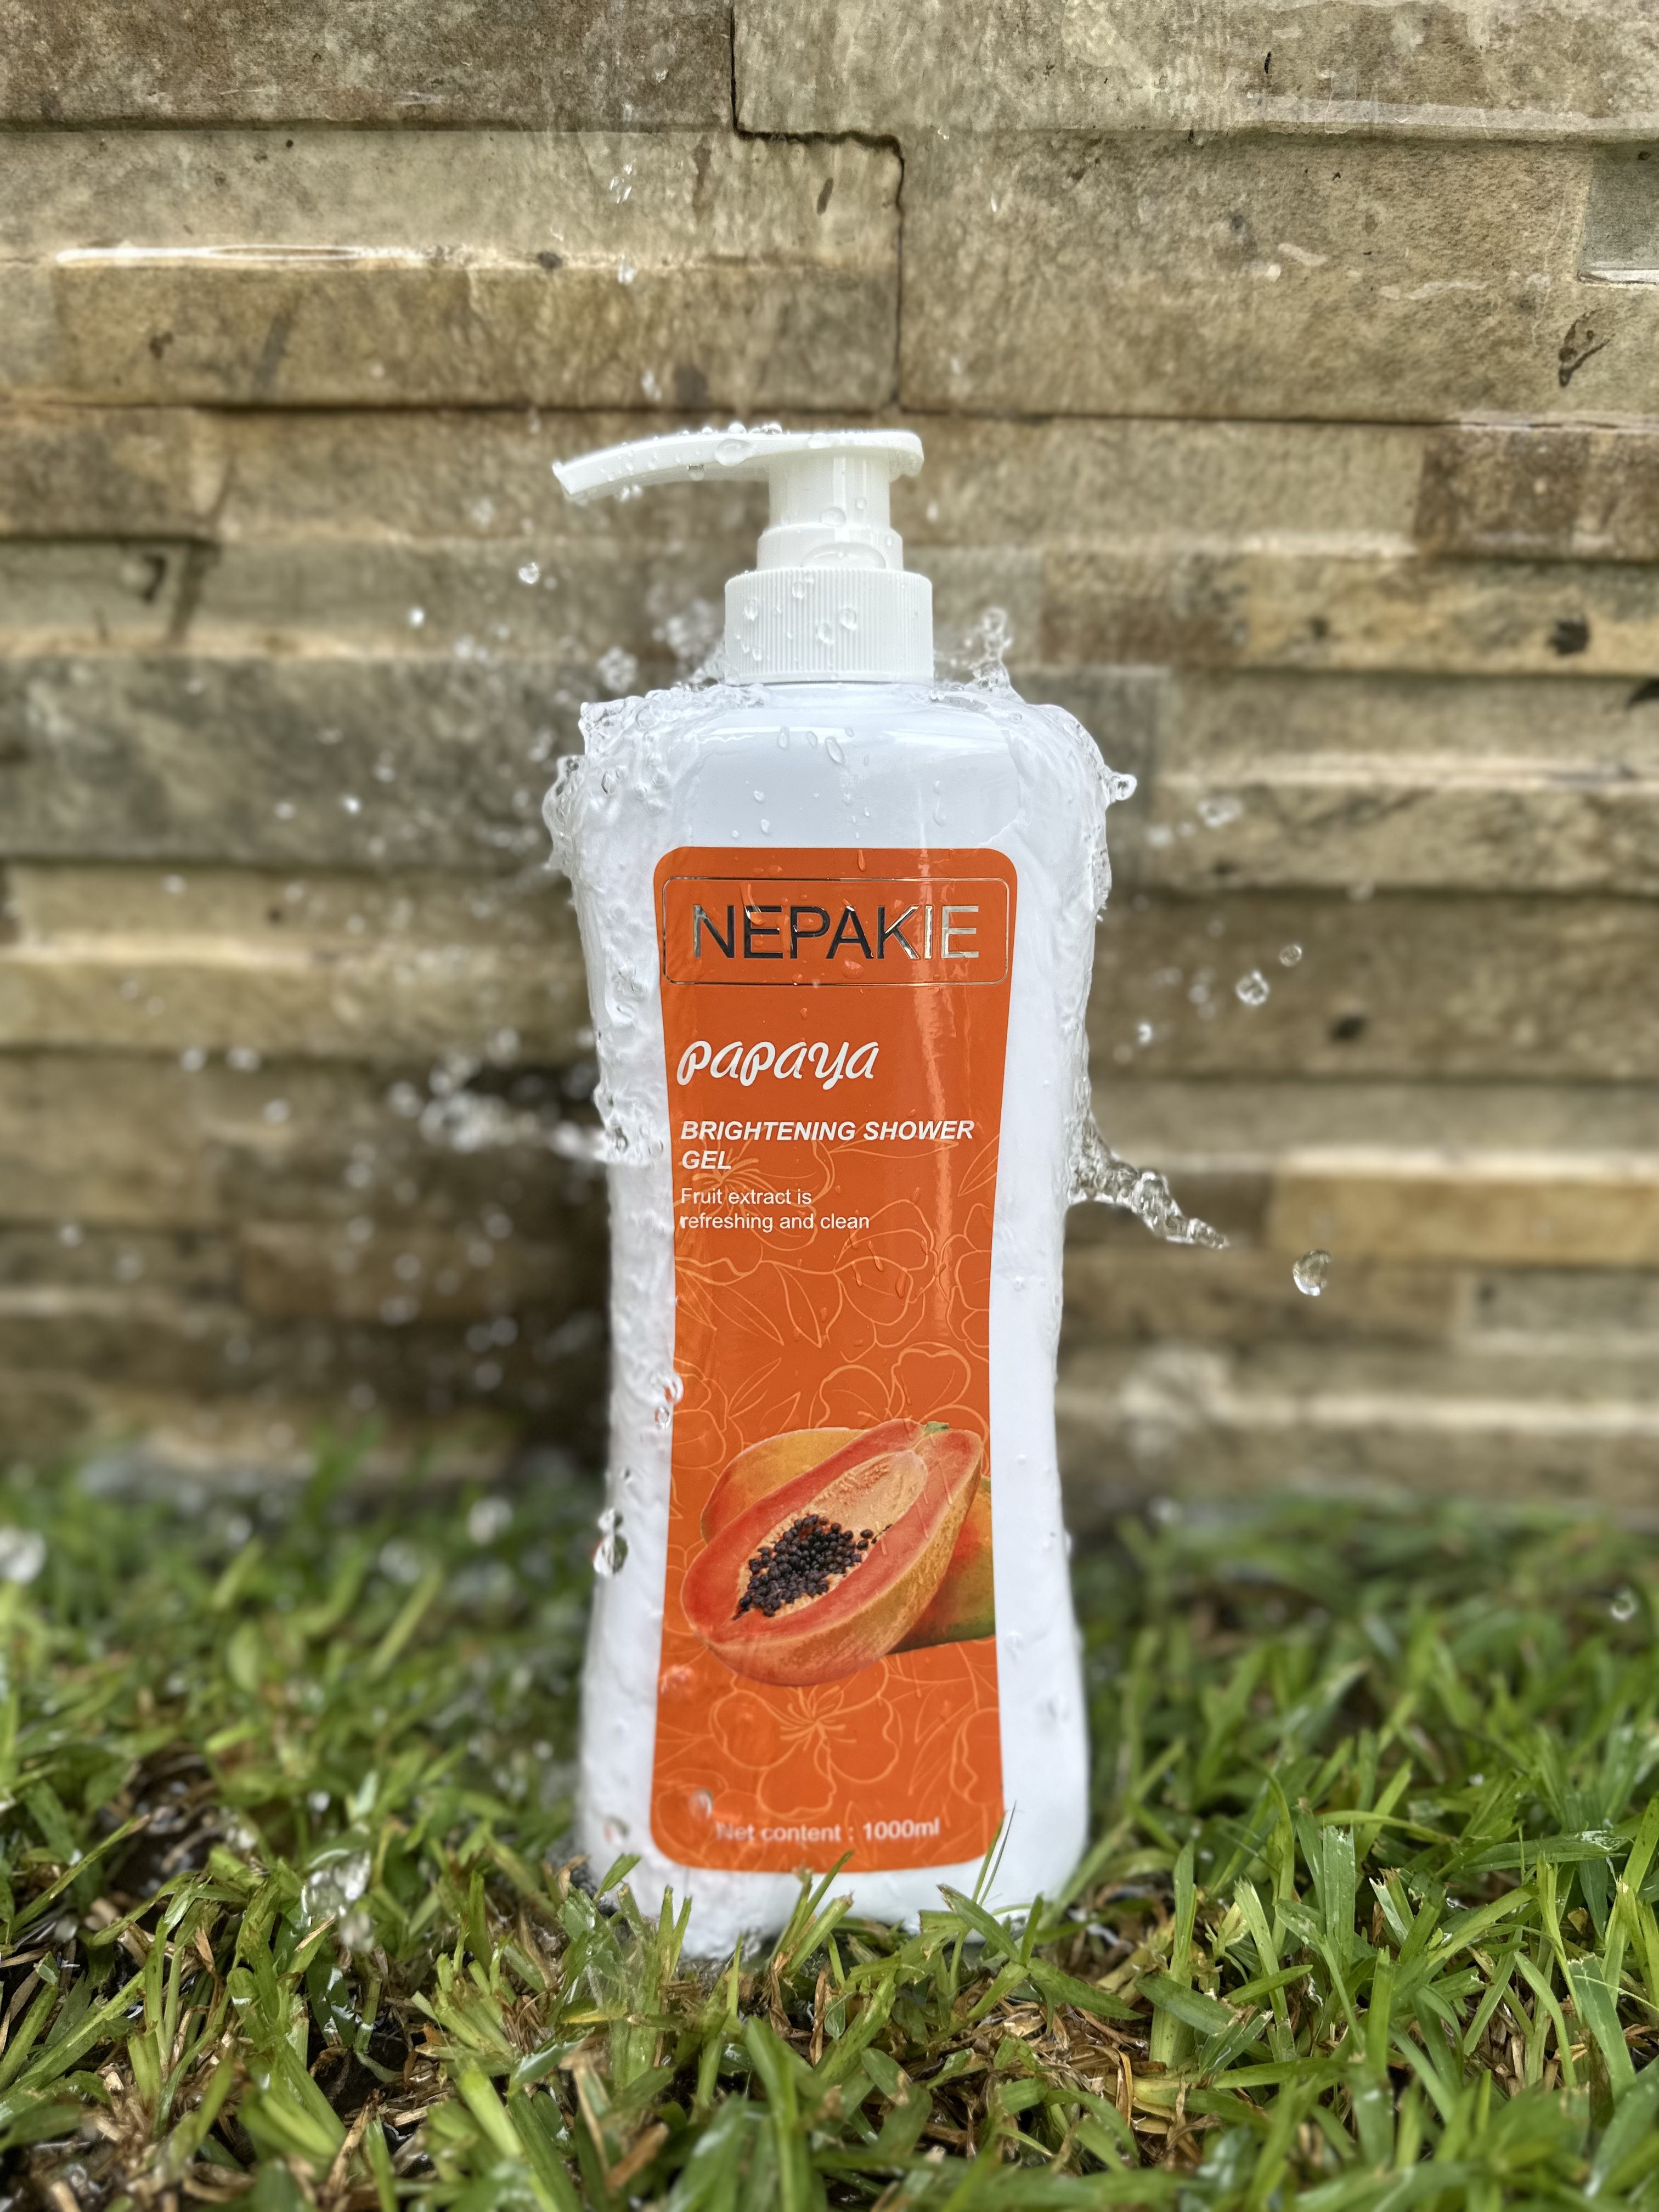 NEPAKIE
papaya
BRIGHTENING SHOWER
GEL
Fruit extract is
refreshing and clean
Net content : 1000ml